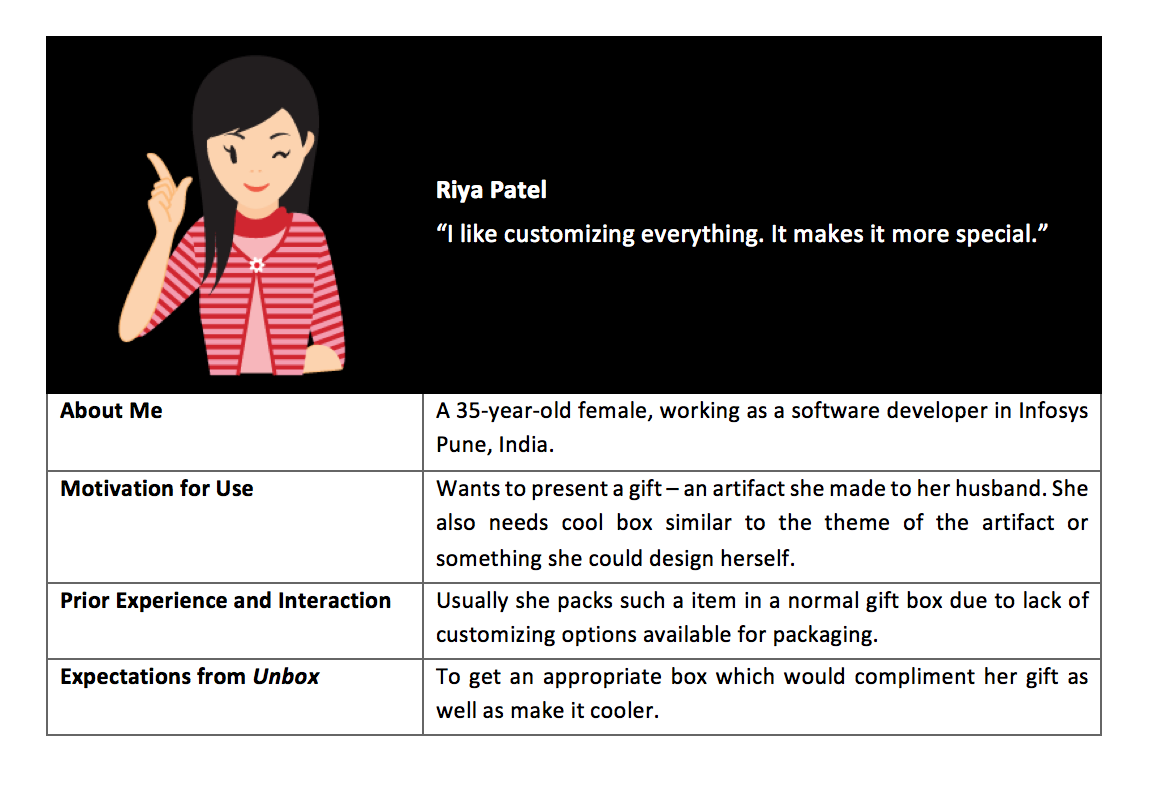 Riya Patel
“I like customizing everything. It makes it more special.”
About Me
A 35-year-old female, working as a software developer in Infosys
Pune, India.
Motivation for Use
Wants to present a gift – an artifact she made to her husband. She
also needs cool box similar to the theme of the artifact or
something she could design herself.
Prior Experience and Interaction
Usually she packs such a item in a normal gift box due to lack of
customizing options available for packaging.
Expectations from Unbox
To get an appropriate box which would compliment her gift as
well as make it cooler.